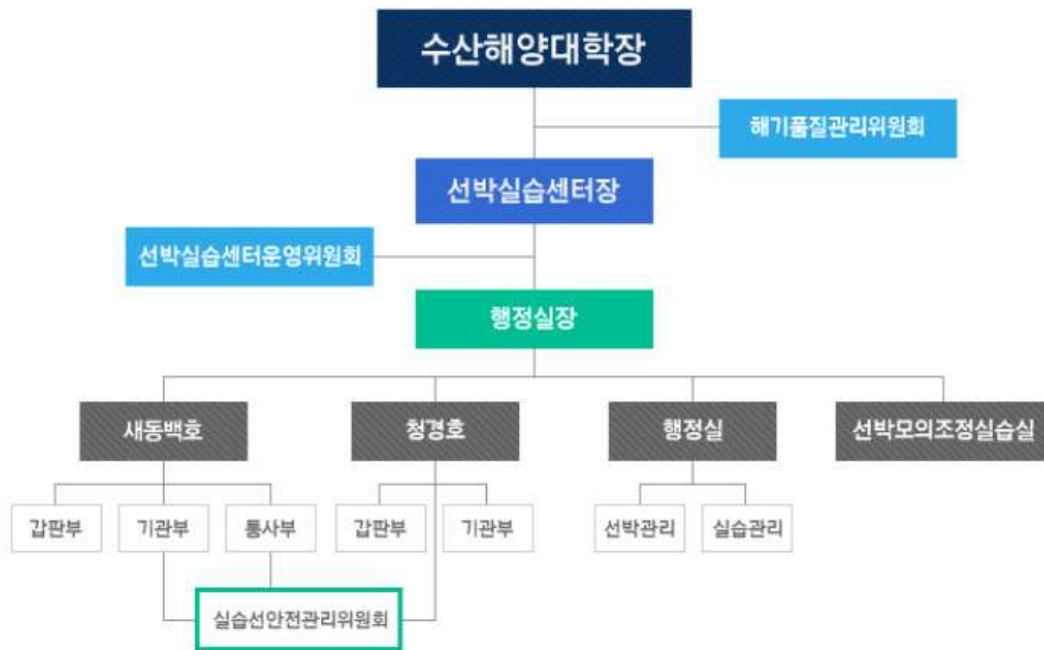 수산해양대학장
해기품질관리위원회
선박실습센터장
선박실습센터운영위원회
행정실장
새동백호
청경호
행정실
선박모의조정실습실
갑판부
기관부
통사부
갑판부
기관부
선박관리
실습관리
실습선안전관리위원회